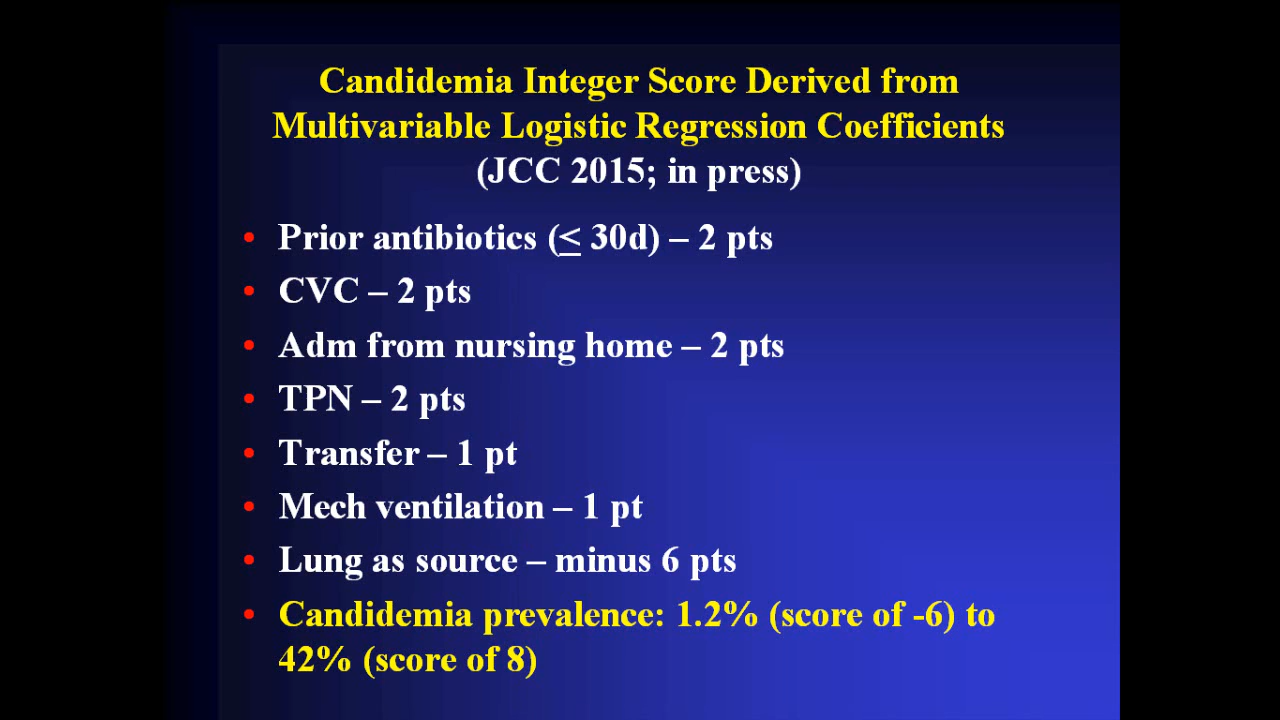 Candidemia Integer Score Derived from
Multivariable Logistic Regression Coefficients
(JCC 2015; in press)
• Prior antibiotics (≤ 30d) – 2 pts
• CVC – 2 pts
• Adm from nursing home – 2 pts
• TPN – 2 pts
• Transfer – 1 pt
• Mech ventilation – 1 pt
• Lung as source – minus 6 pts
• Candidemia prevalence: 1.2% (score of -6) to
42% (score of 8)